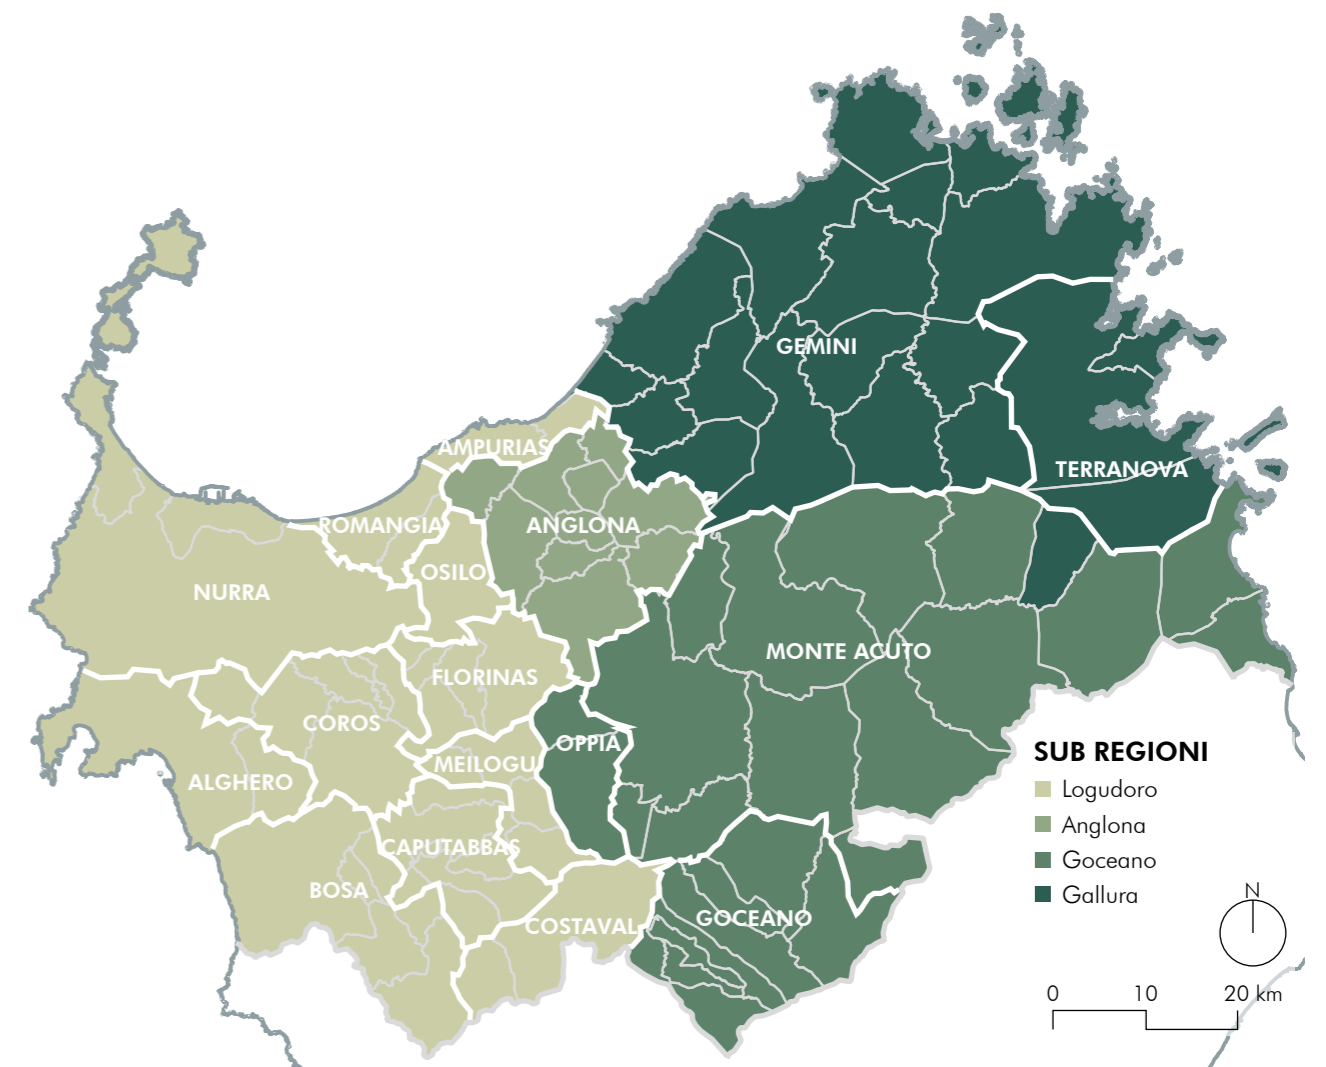 GEMINI
AMPURIAS
TERRANOVA
ROMANGIA
ANGLONA
OSILO
NURRA
MONTE ACUTO
FLORINAS
COROS
OPPIA
MEILOGU
ALGHERO
CAPUTABBAS
BOSA
GOCEANO
COSTAVAL
SUB REGIONI
Logudoro
Anglona
Goceano
Gallura
N
0 10 20 km